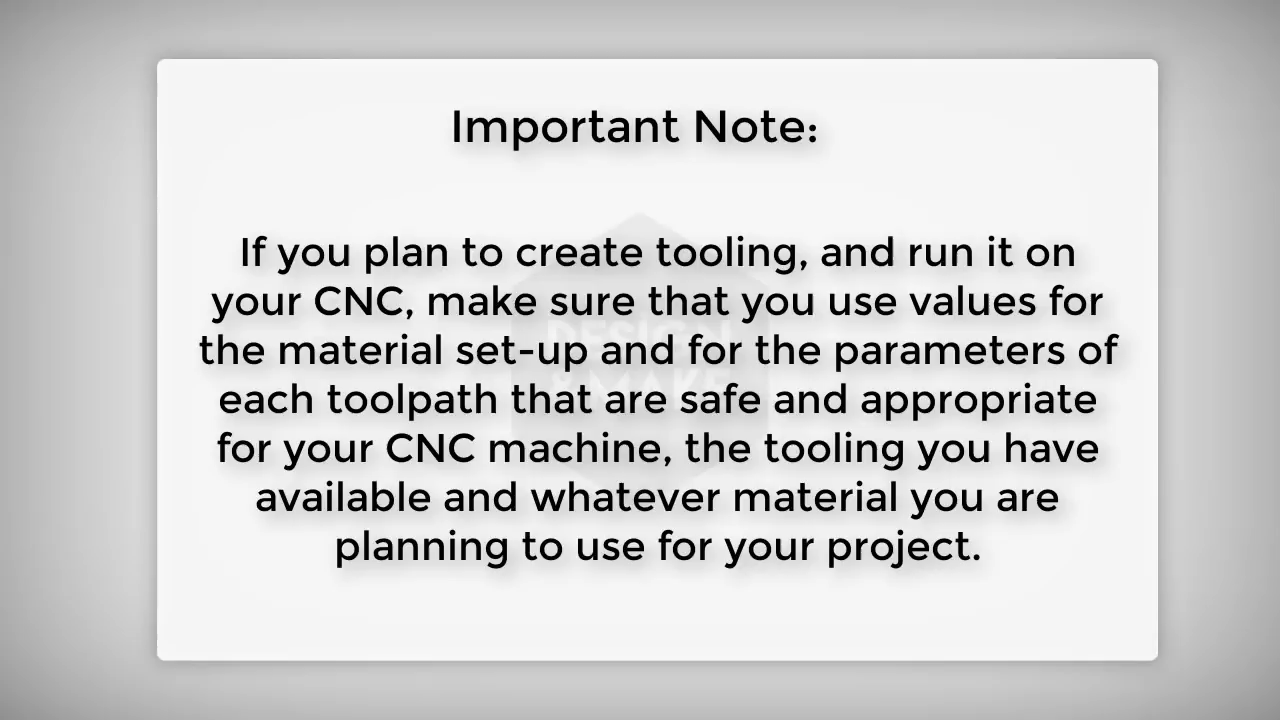 Important Note:
If you plan to create tooling, and run it on
your CNC, make sure that you use values for
the material set-up and for the parameters of
each toolpath that are safe and appropriate
for your CNC machine, the tooling you have
available and whatever material you are
planning to use for your project.
DESIGN
& MAKE